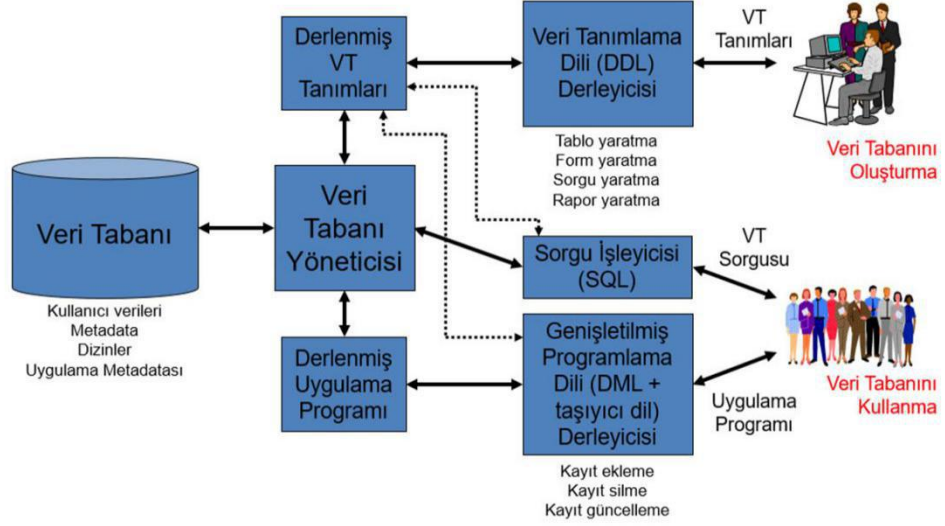 Derlenmiş
VT
Tanımları
Veri Tanımlama
Dili (DDL)
Derleyicisi
VT
Tanımları
Tablo yaratma
Form yaratma
Sorgu yaratma
Rapor yaratma
Veri Tabanını
Oluşturma
Veri Tabanı
Kullanıcı verileri
Metadata
Dizinler
Uygulama Metadatası
Veri
Tabanı
Yöneticisi
Sorgu İşleyicisi
(SQL)
VT
Sorgusu
Derlenmiş
Uygulama
Programı
Genişletilmiş
Programlama
Dili (DML +
taşıyıcı dil)
Derleyicisi
Uygulama
Programı
Veri Tabanını
Kullanma
Kayıt ekleme
Kayıt silme
Kayıt güncelleme